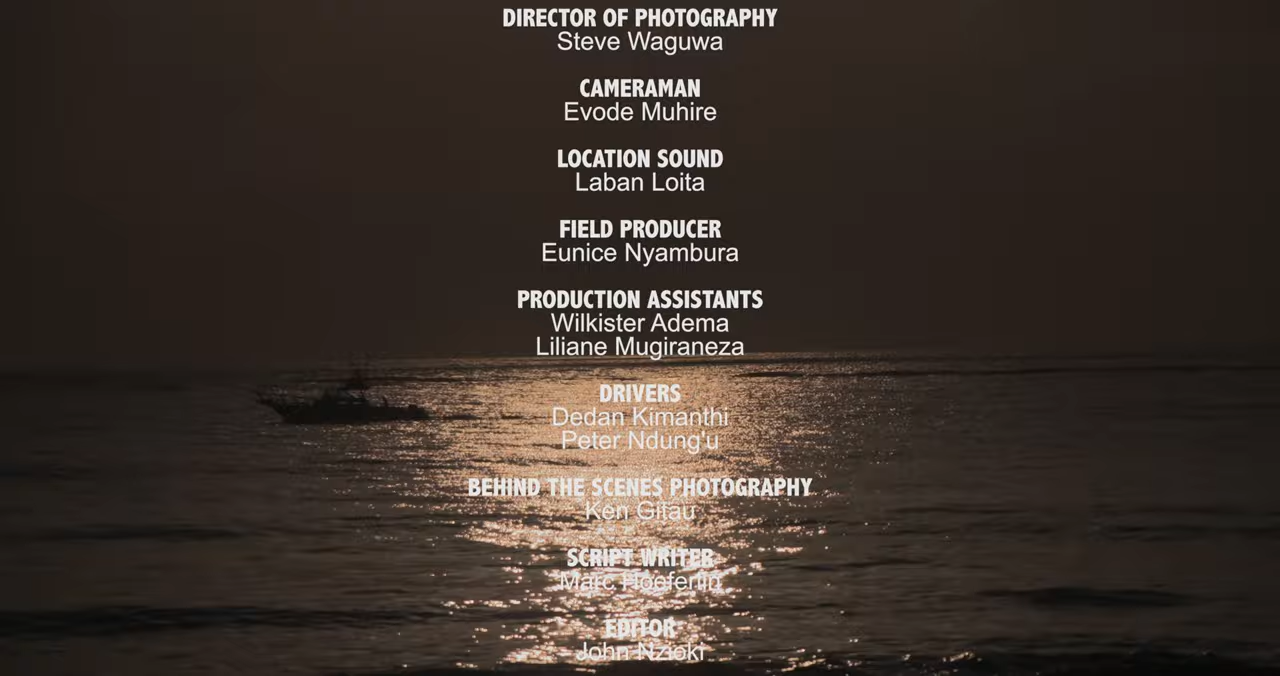 DIRECTOR OF PHOTOGRAPHY
Steve Waguwa
CAMERAMAN
Evode Muhire
LOCATION SOUND
Laban Loita
FIELD PRODUCER
Eunice Nyambura
PRODUCTION ASSISTANTS
Wilkister Adema
Liliane Mugiraneza
DRIVERS
Dedan Kimanthi
Peter Ndung'u
BEHIND THE SCENES PHOTOGRAPHY
Ken Gitau
SCRIPT WRITER
Marc Hoeferlin
EDITOR
John Nzioki